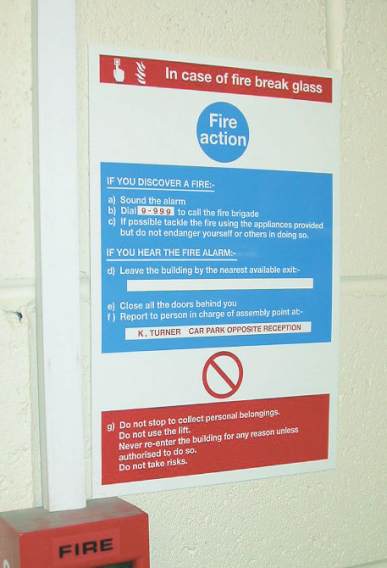 In case of fire break glass
Fire
action
IF YOU DISCOVER A FIRE:-
a) Sound the alarm
b) Dial 9-999 to call the fire brigade
c) If possible tackle the fire using the appliances provided
but do not endanger yourself or others in doing so.
IF YOU HEAR THE FIRE ALARM:-
d) Leave the building by the nearest available exit:-
e) Close all the doors behind you
f) Report to person in charge of assembly point at:-
K. TURNER CAR PARK OPPOSITE RECEPTION
g) Do not stop to collect personal belongings.
Do not use the lift.
Never re-enter the building for any reason unless
authorised to do so.
Do not take risks.
FIRE